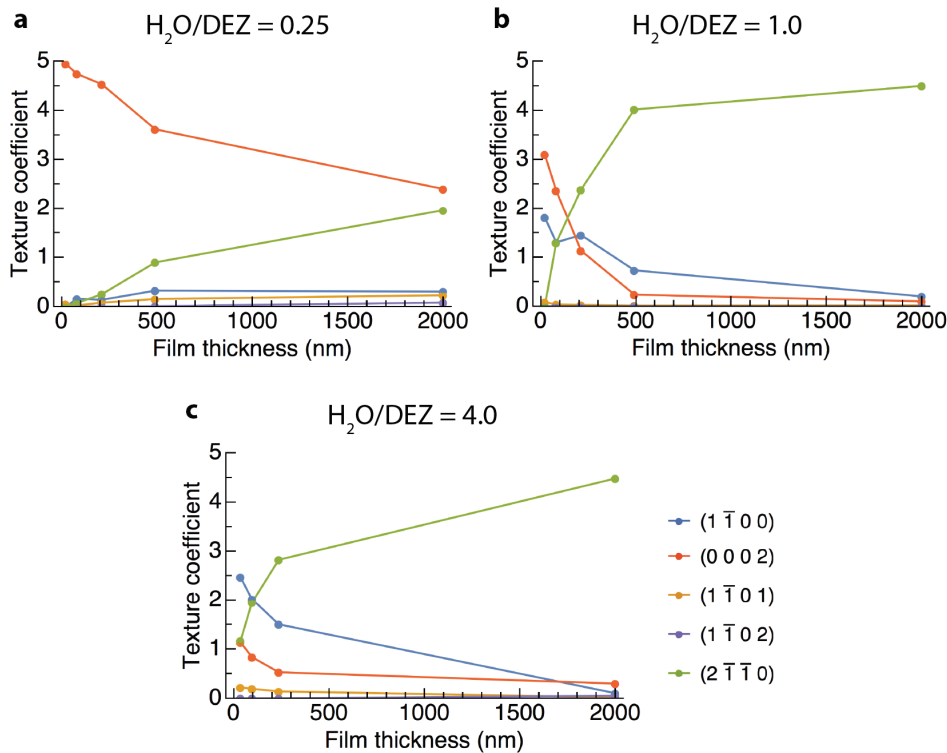 a
H₂O/DEZ = 0.25
5
4
3
2
1
0
Texture coefficient
0 500 1000 1500 2000
Film thickness (nm)
b
H₂O/DEZ = 1.0
5
4
3
2
1
0
Texture coefficient
0 500 1000 1500 2000
Film thickness (nm)
c
H₂O/DEZ = 4.0
5
4
3
2
1
0
Texture coefficient
0 500 1000 1500 2000
Film thickness (nm)
(1 1̅ 0 0)
(0 0 0 2)
(1 1̅ 0 1)
(1 1̅ 0 2)
(2 1̅ 1̅ 0)